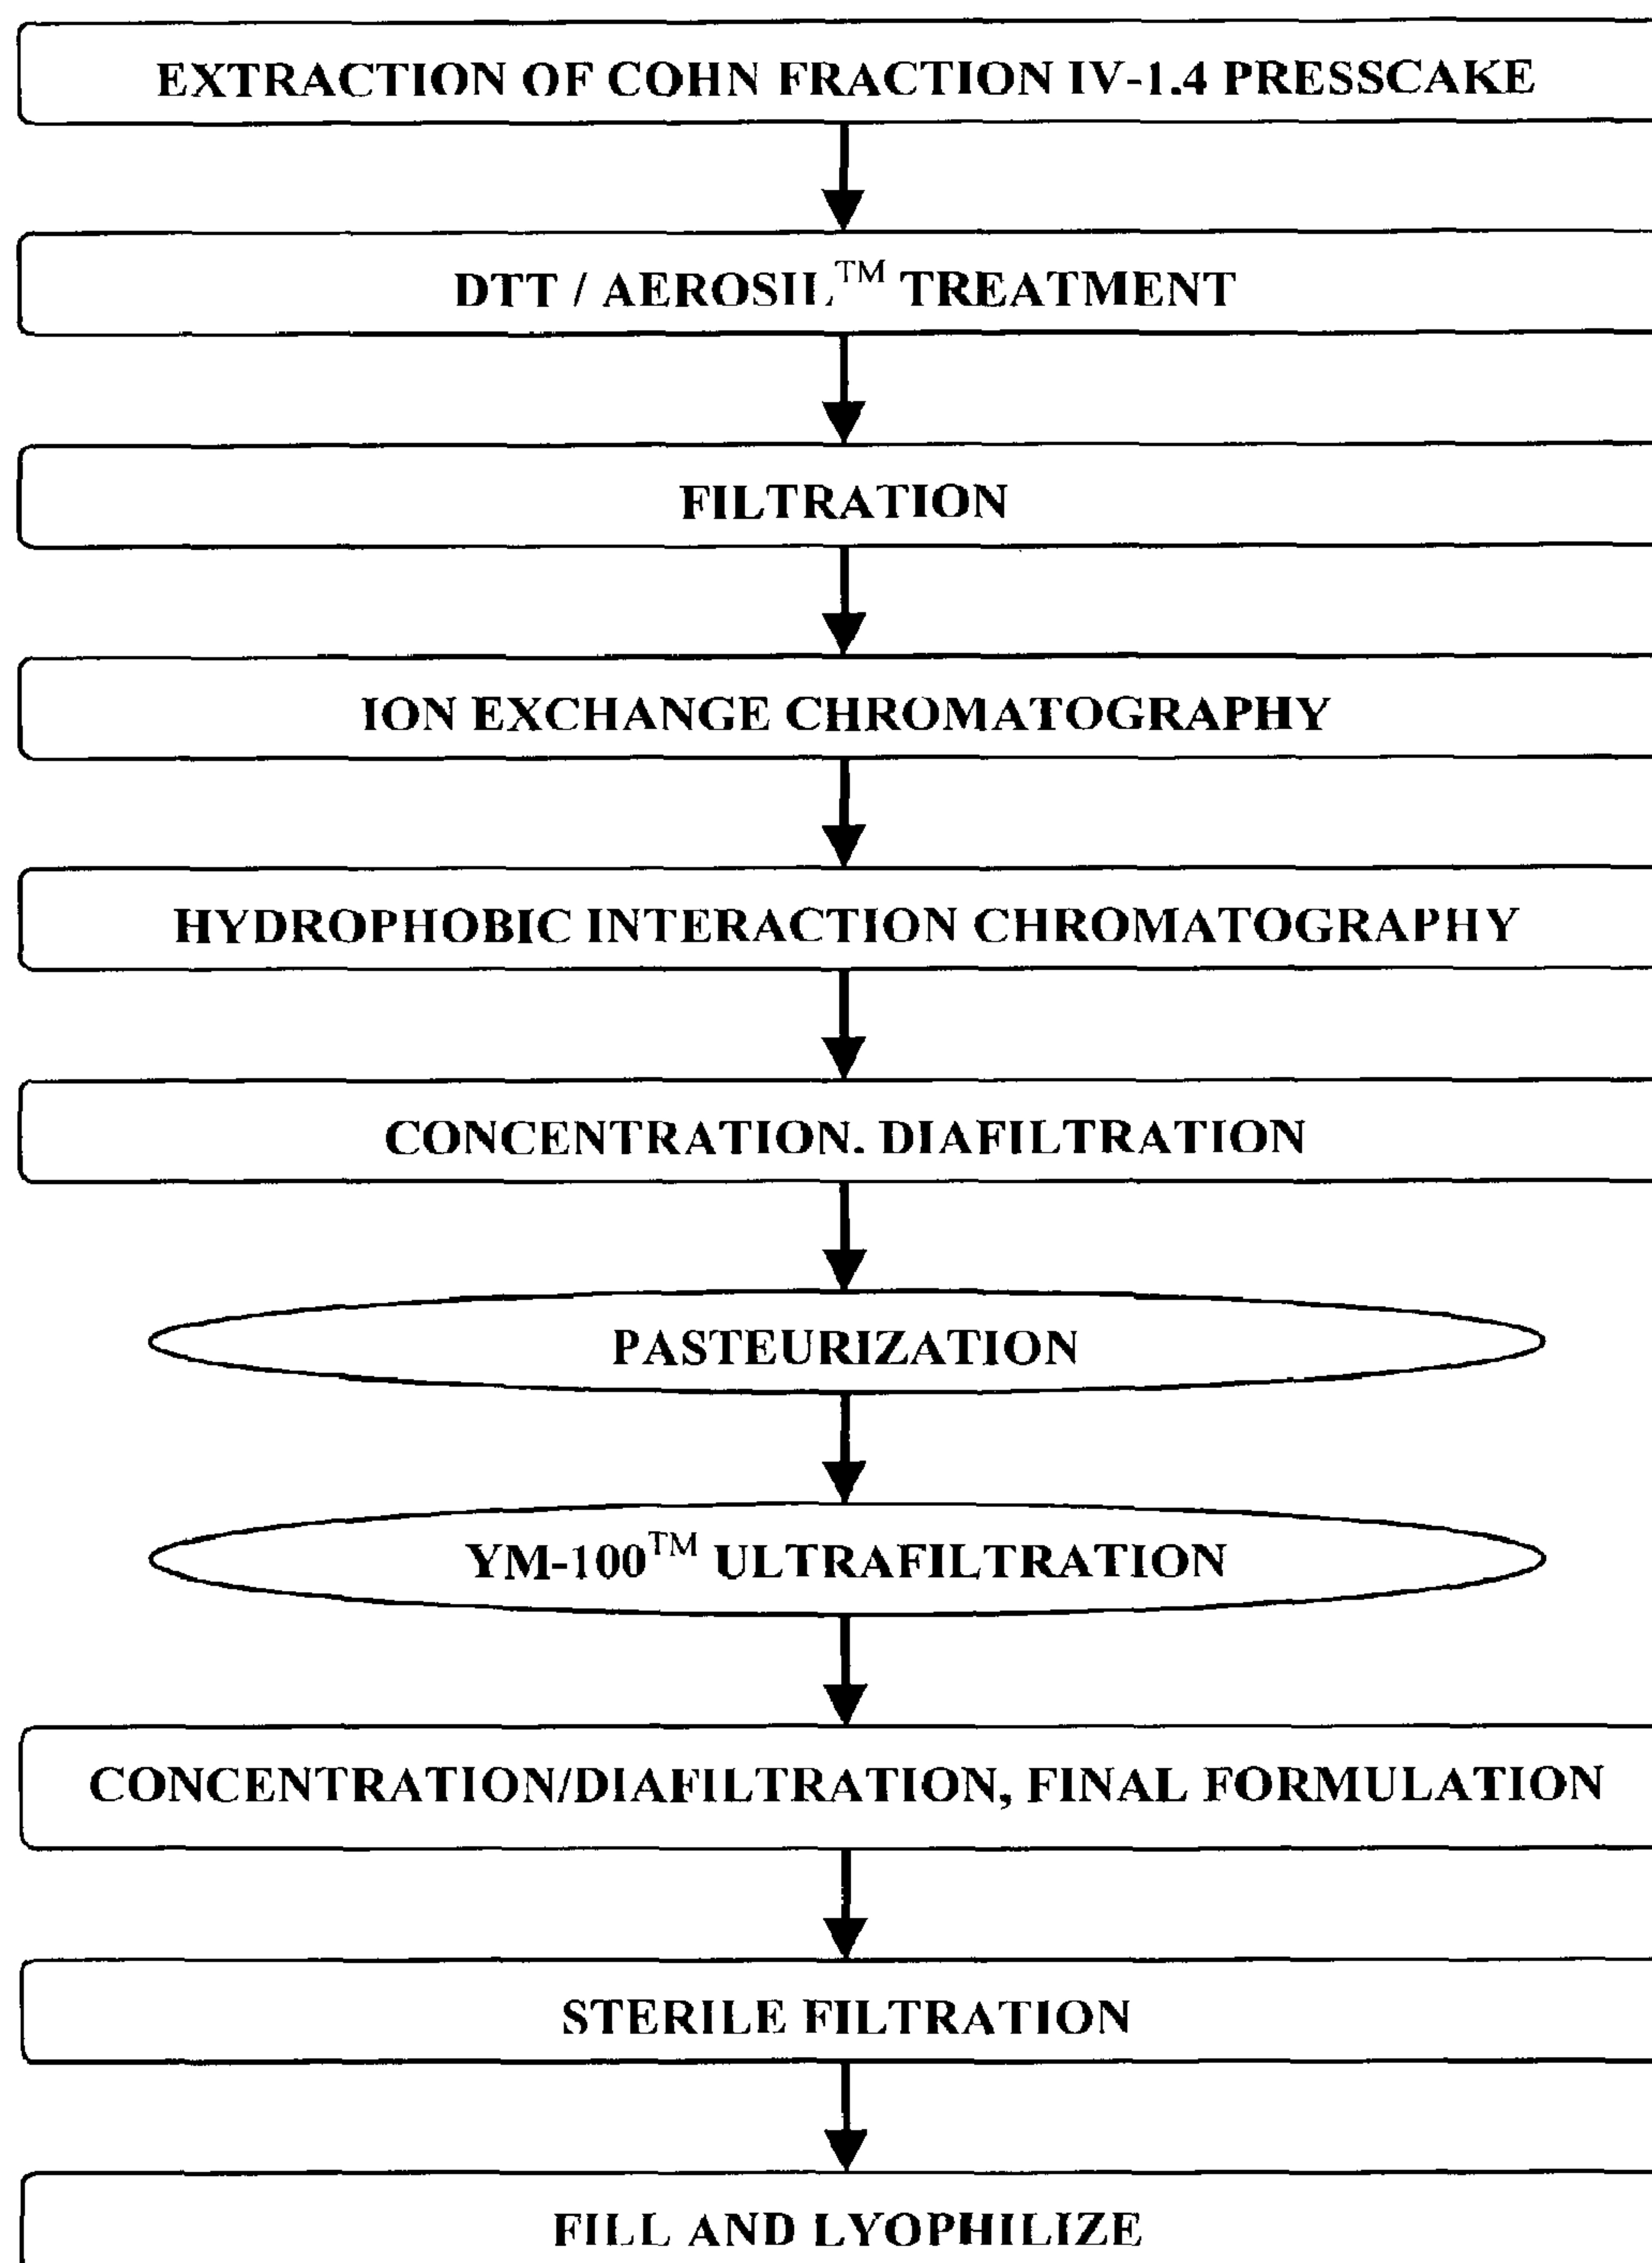 EXTRACTION OF COHN FRACTION IV-1.4 PRESSCAKE
DTT / AEROSIL™ TREATMENT
FILTRATION
ION EXCHANGE CHROMATOGRAPHY
HYDROPHOBIC INTERACTION CHROMATOGRAPHY
CONCENTRATION. DIAFILTRATION
PASTEURIZATION
YM-100™ ULTRAFILTRATION
CONCENTRATION/DIAFILTRATION, FINAL FORMULATION
STERILE FILTRATION
FILL AND LYOPHILIZE